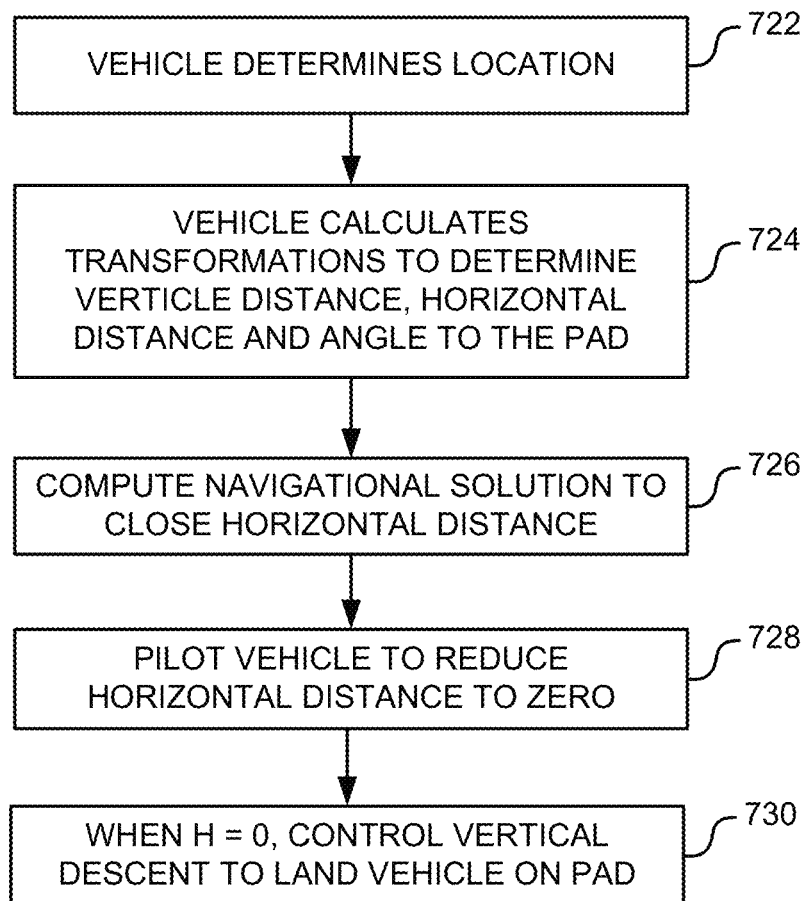 VEHICLE DETERMINES LOCATION
722
VEHICLE CALCULATES
TRANSFORMATIONS TO DETERMINE
VERTICLE DISTANCE, HORIZONTAL
DISTANCE AND ANGLE TO THE PAD
724
COMPUTE NAVIGATIONAL SOLUTION TO
CLOSE HORIZONTAL DISTANCE
726
PILOT VEHICLE TO REDUCE
HORIZONTAL DISTANCE TO ZERO
728
WHEN H = 0, CONTROL VERTICAL
DESCENT TO LAND VEHICLE ON PAD
730